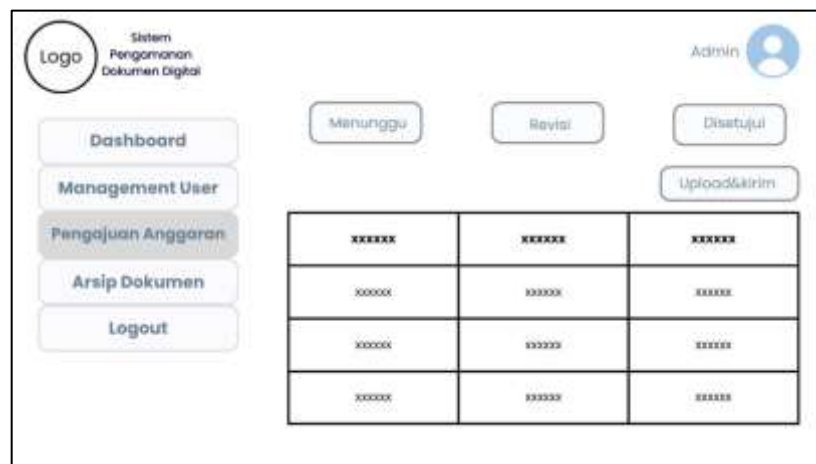 Logo
Sistem
Pengamanan
Dokumen Digital
Admin
Dashboard
Management User
Pengajuan Anggaran
Arsip Dokumen
Logout
Menunggu Revisi Disetujui
Upload&kirim
xxxxxx xxxxxx xxxxxx
xxxxxx xxxxxx xxxxxx
xxxxxx xxxxxx xxxxxx
xxxxxx xxxxxx xxxxxx